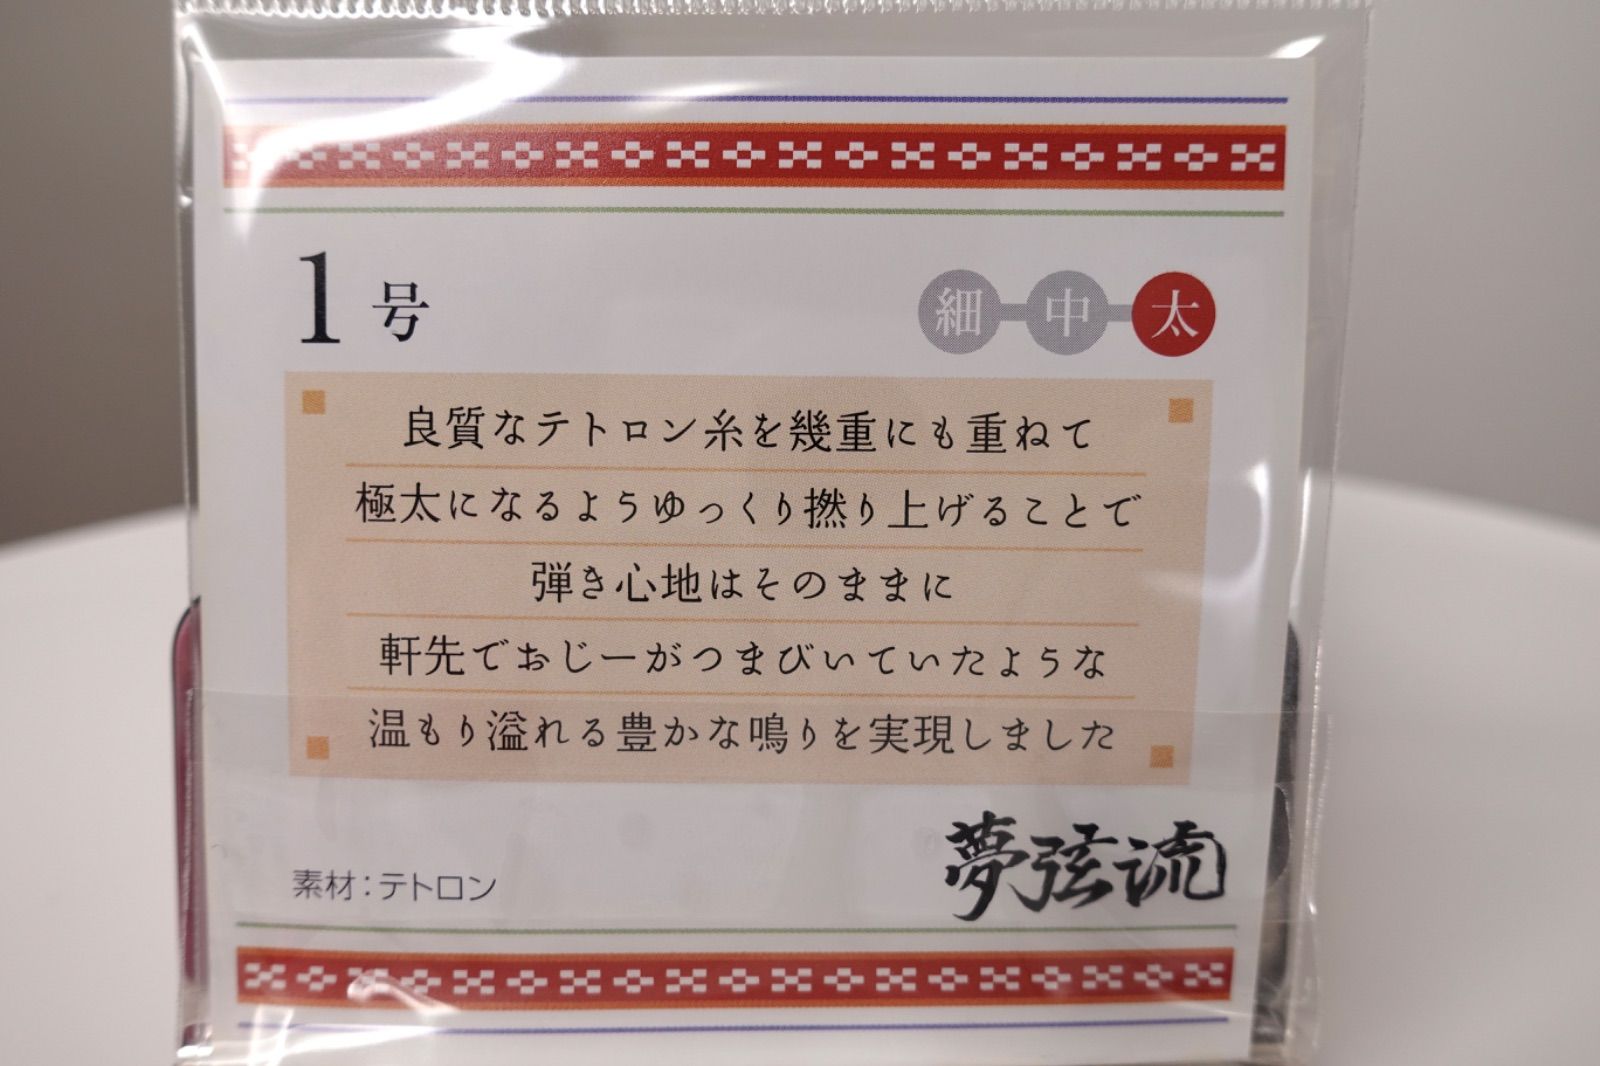 1号
細 中 太
良質なテトロン糸を幾重にも重ねて
極太になるようゆっくり撚り上げることで
弾き心地はそのままに
軒先でおじーがつまびいていたような
温もり溢れる豊かな鳴りを実現しました
素材:テトロン
夢弦流